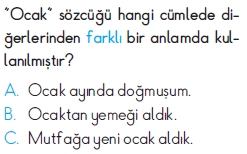 "Ocak" sözcüğü hangi cümlede di-
ğerlerinden farklı bir anlamda kul-
lanılmıştır?
A. Ocak ayında doğmuşum.
B. Ocaktan yemeği aldık.
C. Mutfağa yeni ocak aldık.